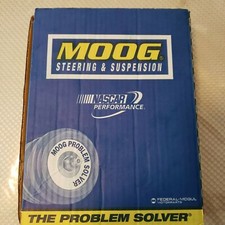 MOOG®
STEERING & SUSPENSION
NASCAR
PERFORMANCE
MOOG PROBLEM
SOLVER
FEDERAL-MOGUL
THE PROBLEM SOLVER®